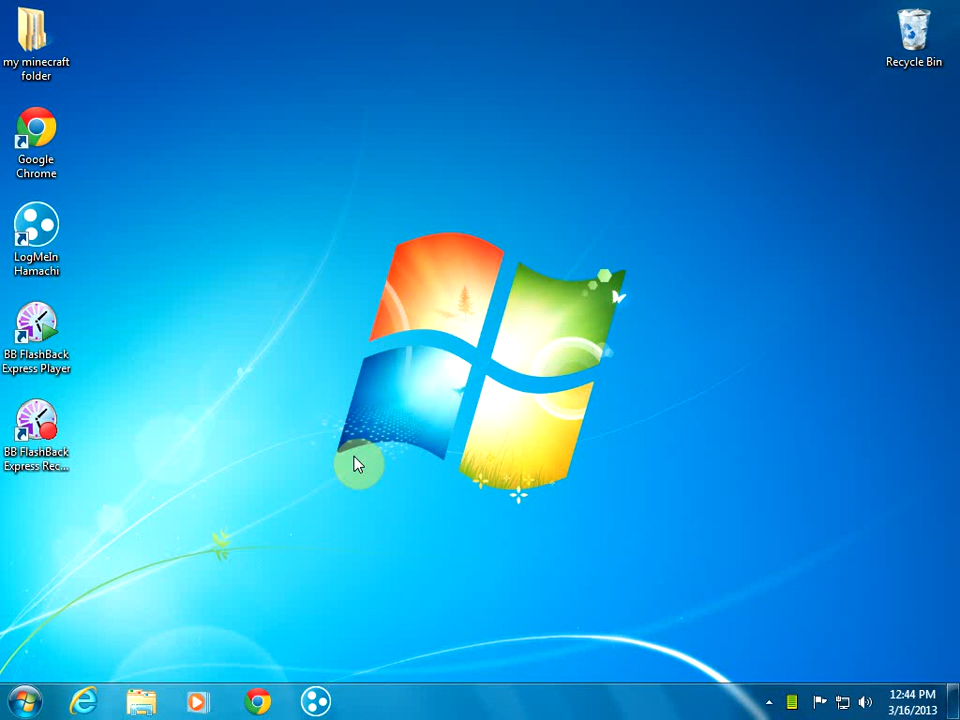 my minecraft
folder
Google
Chrome
LogMeIn
Hamachi
BB FlashBack
Express Player
BB FlashBack
Express Rec...
Recycle Bin
12:44 PM
3/16/2013